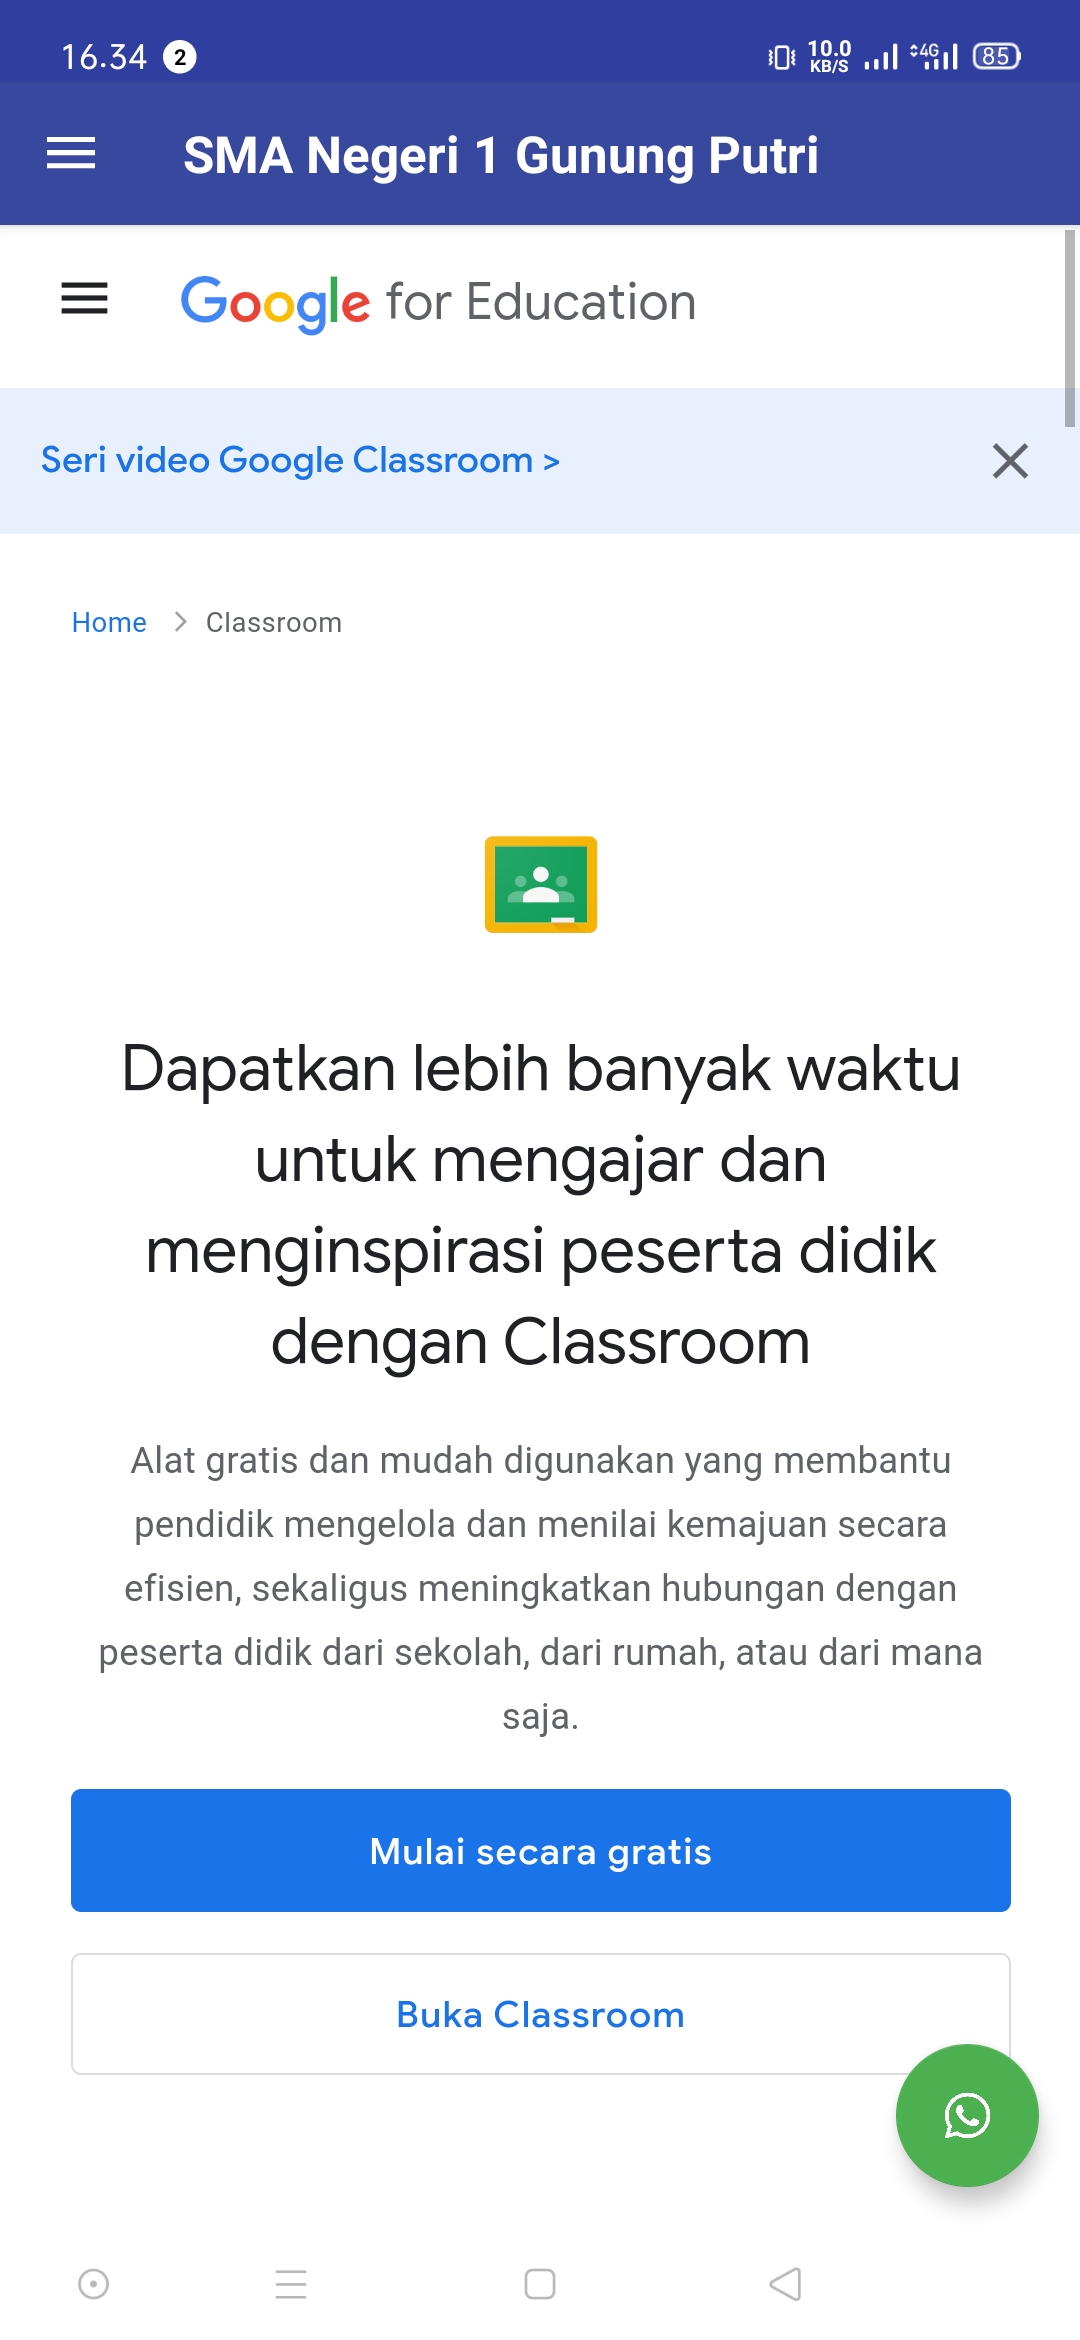 16.34 2 10.0 KB/S 4G 85
SMA Negeri 1 Gunung Putri
Google for Education
Seri video Google Classroom >
Home > Classroom
Dapatkan lebih banyak waktu
untuk mengajar dan
menginspirasi peserta didik
dengan Classroom
Alat gratis dan mudah digunakan yang membantu
pendidik mengelola dan menilai kemajuan secara
efisien, sekaligus meningkatkan hubungan dengan
peserta didik dari sekolah, dari rumah, atau dari mana
saja.
Mulai secara gratis
Buka Classroom